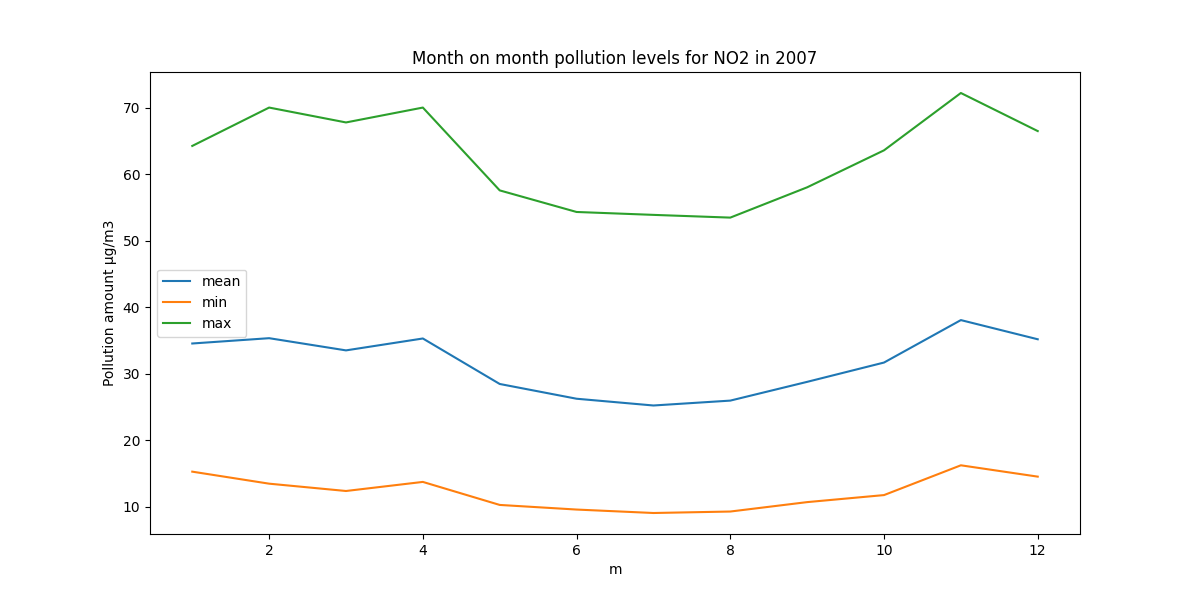 Month on month pollution levels for NO2 in 2007
70
60
50
40
30
20
10
Pollution amount µg/m3
mean
min
max
2 4 6 8 10 12
m